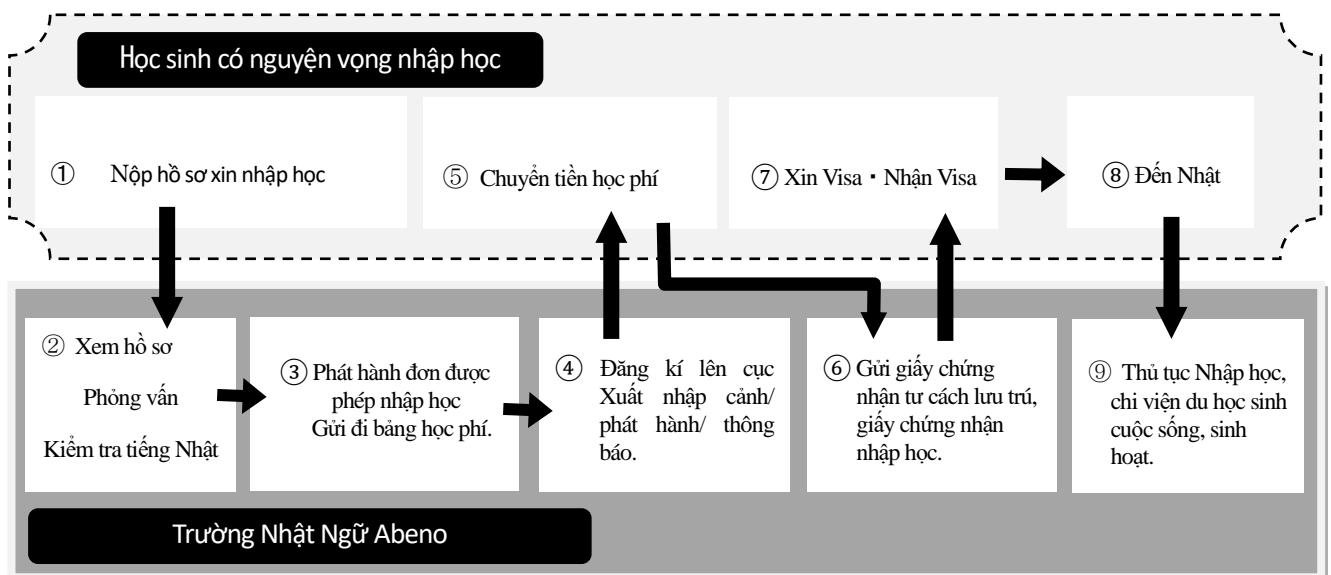 Học sinh có nguyện vọng nhập học
① Nộp hồ sơ xin nhập học
⑤ Chuyển tiền học phí
⑦ Xin Visa・Nhận Visa
⑧ Đến Nhật
② Xem hồ sơ
Phỏng vấn
Kiểm tra tiếng Nhật
③ Phát hành đơn được
phép nhập học
Gửi đi bảng học phí.
④ Đăng kí lên cục
Xuất nhập cảnh/
phát hành/ thông
báo.
⑥ Gửi giấy chứng
nhận tư cách lưu trú,
giấy chứng nhận
nhập học.
⑨ Thủ tục Nhập học,
chi viện du học sinh
cuộc sống, sinh
hoạt.
Trường Nhật Ngữ Abeno